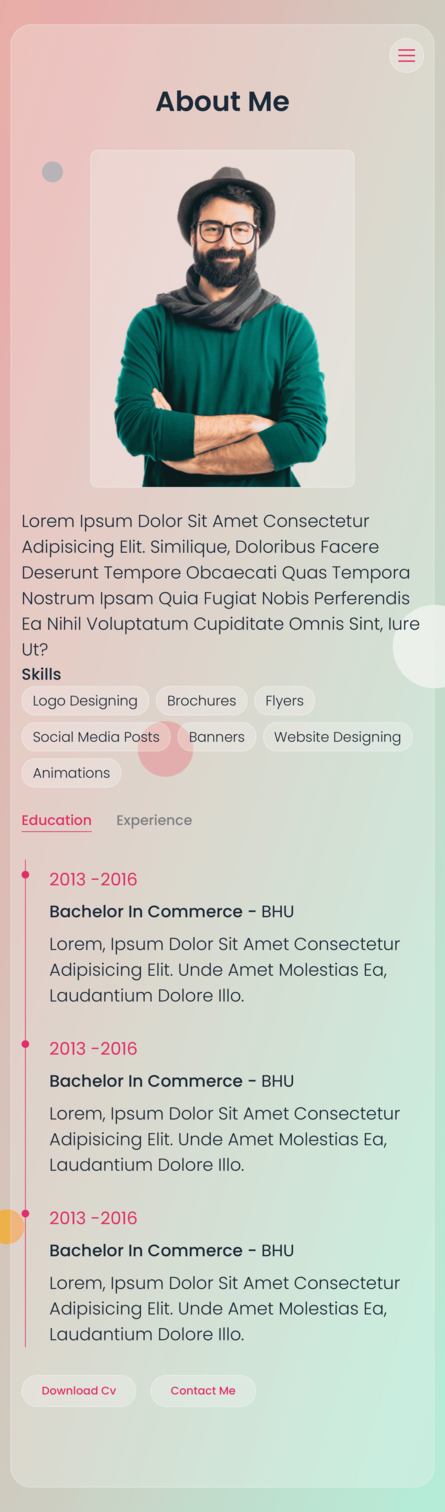 About Me
Lorem Ipsum Dolor Sit Amet Consectetur
Adipisicing Elit. Similique, Doloribus Facere
Deserunt Tempore Obcaecati Quas Tempora
Nostrum Ipsam Quia Fugiat Nobis Perferendis
Ea Nihil Voluptatum Cupiditate Omnis Sint, Iure
Ut?
Skills
Logo Designing Brochures Flyers
Social Media Posts Banners Website Designing
Animations
Education Experience
2013 -2016
Bachelor In Commerce - BHU
Lorem, Ipsum Dolor Sit Amet Consectetur
Adipisicing Elit. Unde Amet Molestias Ea,
Laudantium Dolore Illo.
2013 -2016
Bachelor In Commerce - BHU
Lorem, Ipsum Dolor Sit Amet Consectetur
Adipisicing Elit. Unde Amet Molestias Ea,
Laudantium Dolore Illo.
2013 -2016
Bachelor In Commerce - BHU
Lorem, Ipsum Dolor Sit Amet Consectetur
Adipisicing Elit. Unde Amet Molestias Ea,
Laudantium Dolore Illo.
Download Cv Contact Me